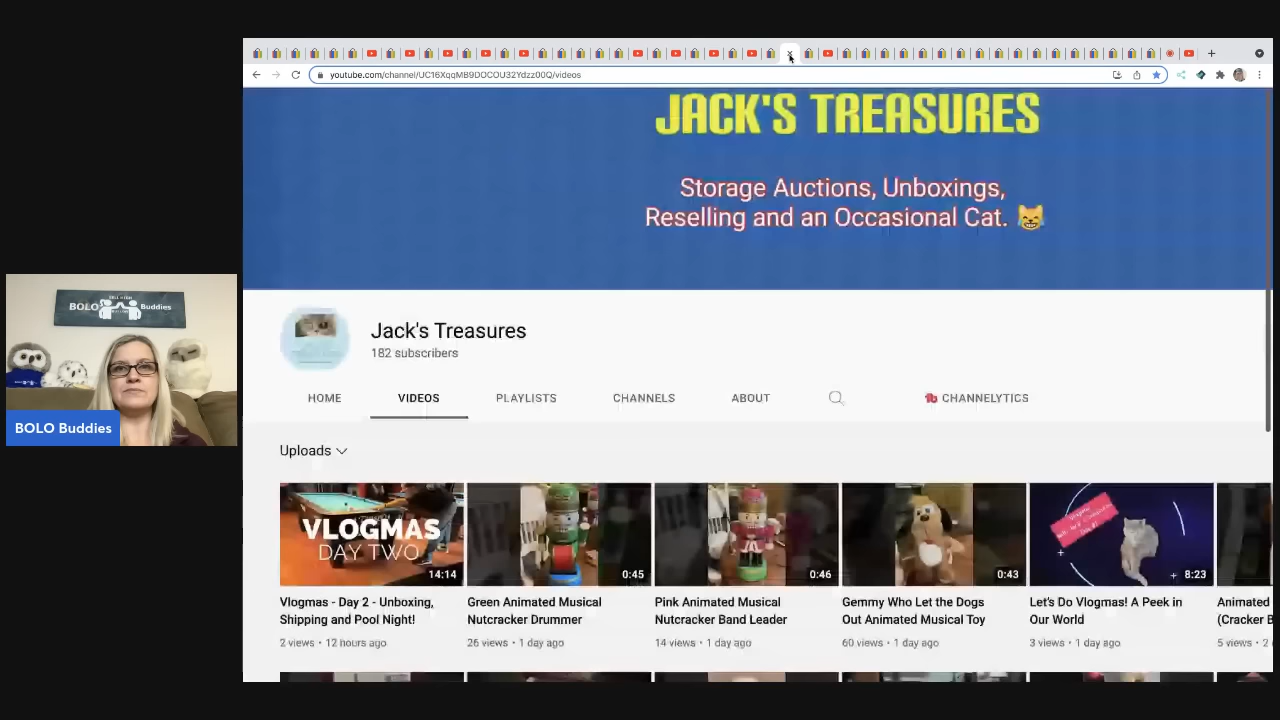 youtube.com/channel/UC16XqqMB9DOCOU32Ydzz00Q/videos
JACK'S TREASURES
Storage Auctions, Unboxings,
Reselling and an Occasional Cat. 😹
Jack's Treasures
182 subscribers
HOME VIDEOS PLAYLISTS CHANNELS ABOUT CHANNELYTICS
Uploads
BOLO Buddies
BOLO Buddies
VLOGMAS
DAY TWO
14:14
0:45
0:46
0:43
8:23
Vlogmas - Day 2 - Unboxing,
Shipping and Pool Night!
2 views • 12 hours ago
Green Animated Musical
Nutcracker Drummer
26 views • 1 day ago
Pink Animated Musical
Nutcracker Band Leader
14 views • 1 day ago
Gemmy Who Let the Dogs
Out Animated Musical Toy
60 views • 1 day ago
Let's Do Vlogmas! A Peek in
Our World
3 views • 1 day ago
Animated
(Cracker B
5 views • 2